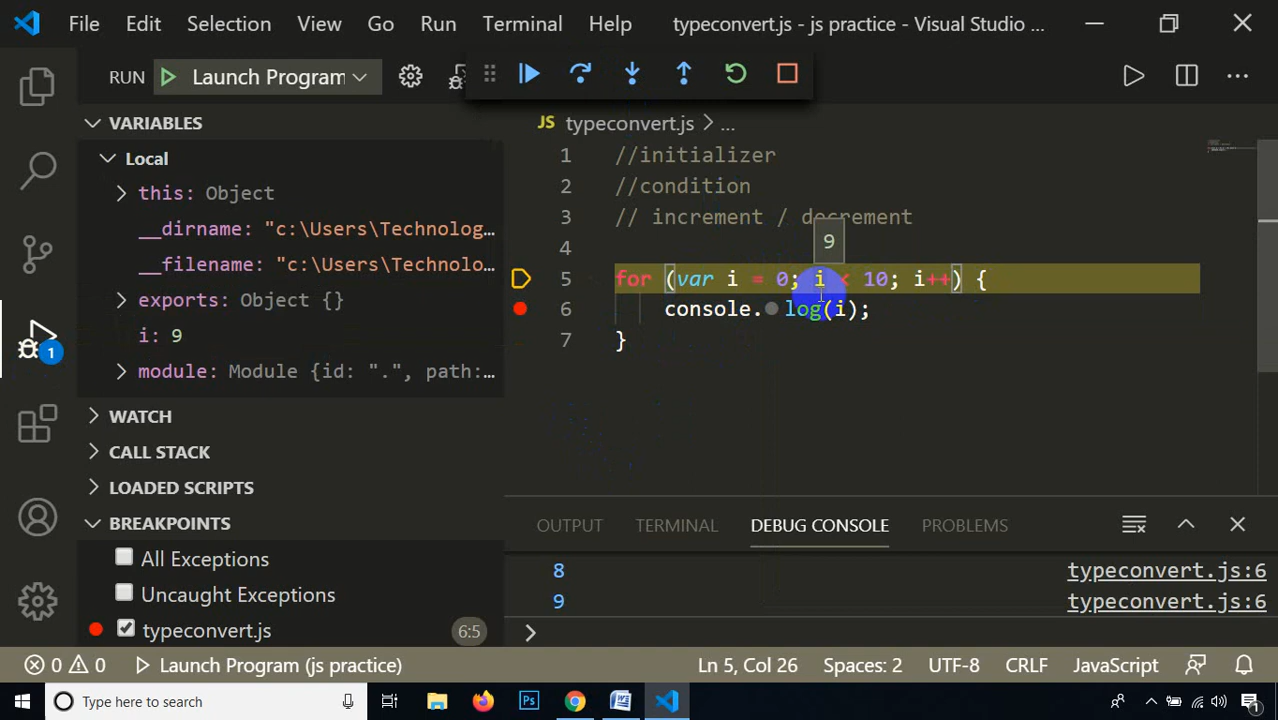 File Edit Selection View Go Run Terminal Help typeconvert.js - js practice - Visual Studio ...
RUN Launch Program
VARIABLES
Local
this: Object
__dirname: "c:\Users\Technolog…
__filename: "c:\Users\Technolo…
exports: Object {}
i: 9
module: Module {id: ".", path:…
WATCH
CALL STACK
LOADED SCRIPTS
BREAKPOINTS
All Exceptions
Uncaught Exceptions
typeconvert.js 6:5
1
JS typeconvert.js > ...
1 //initializer
2 //condition
3 // increment / decrement
4
9
5 for (var i = 0; i < 10; i++) {
6 console.log(i);
7 }
OUTPUT TERMINAL DEBUG CONSOLE PROBLEMS
8 typeconvert.js:6
9 typeconvert.js:6
0 0 Launch Program (js practice) Ln 5, Col 26 Spaces: 2 UTF-8 CRLF JavaScript
Type here to search Ps 1